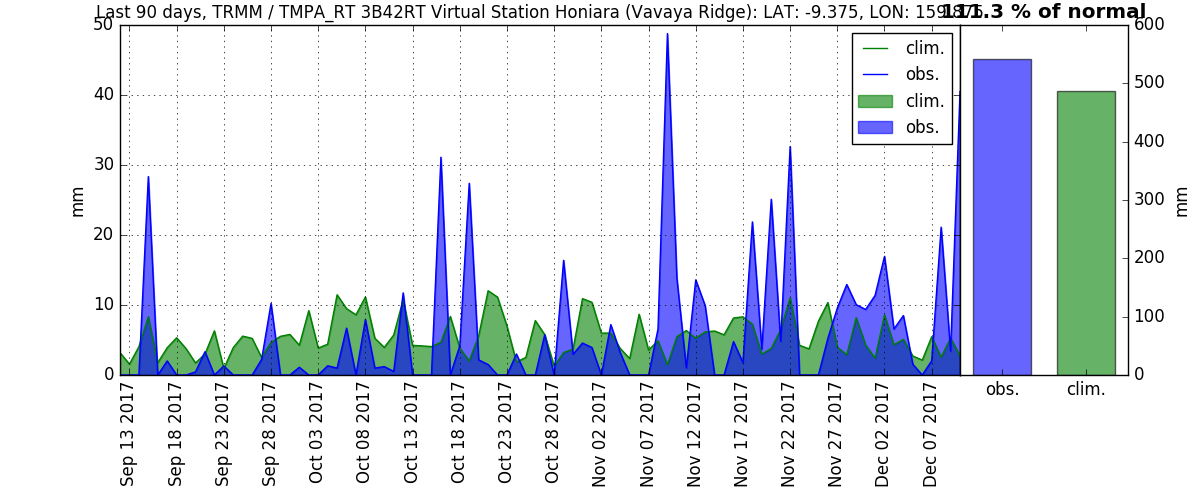 Last 90 days, TRMM / TMPA_RT 3B42RT Virtual Station Honiara (Vavaya Ridge): LAT: -9.375, LON: 159.875
111.3 % of normal
50
40
30
20
10
0
mm
clim.
obs.
clim.
obs.
600
500
400
300
200
100
0
mm
obs.
clim.
Sep 13 2017
Sep 18 2017
Sep 23 2017
Sep 28 2017
Oct 03 2017
Oct 08 2017
Oct 13 2017
Oct 18 2017
Oct 23 2017
Oct 28 2017
Nov 02 2017
Nov 07 2017
Nov 12 2017
Nov 17 2017
Nov 22 2017
Nov 27 2017
Dec 02 2017
Dec 07 2017